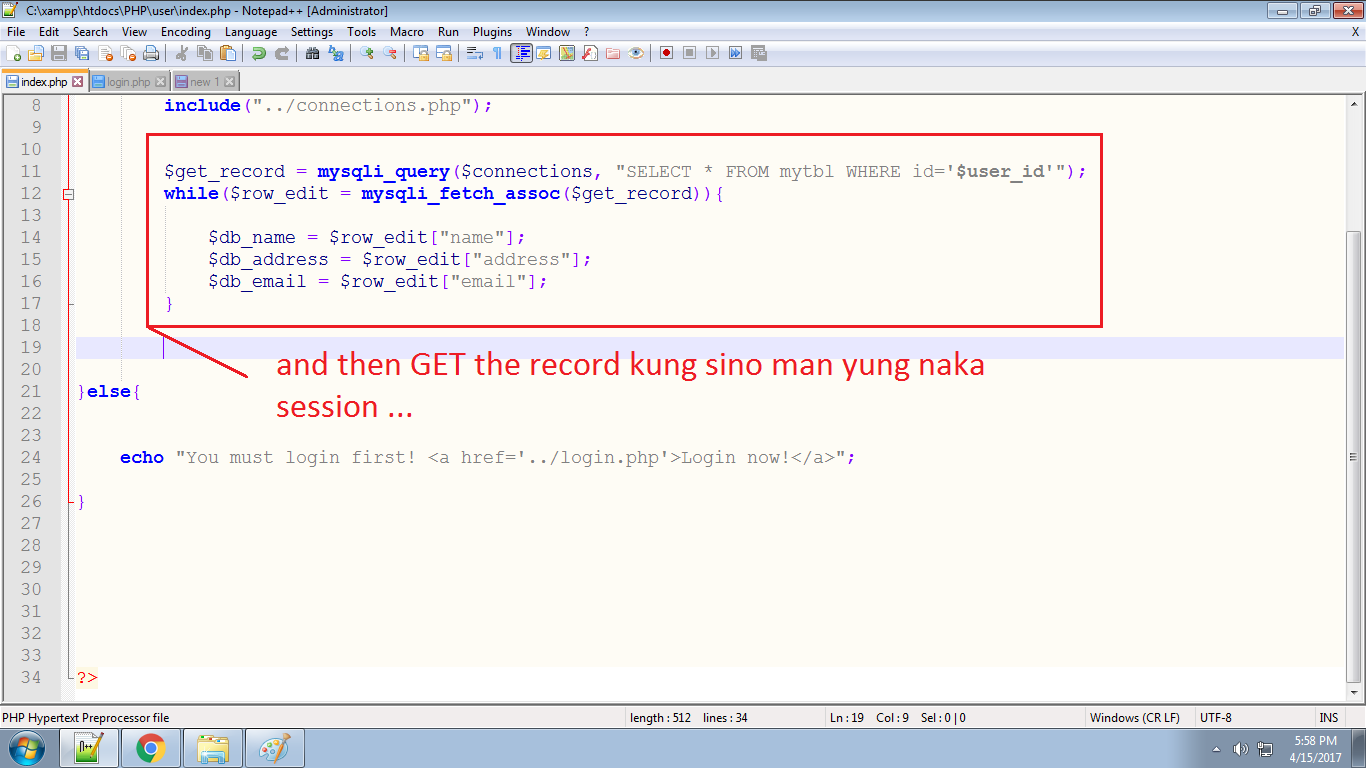 C:\xampp\htdocs\PHP\user\index.php - Notepad++ [Administrator]
File Edit Search View Encoding Language Settings Tools Macro Run Plugins Window ? X
index.php login.php new 1
8 include("../connections.php");
9
10
11 $get_record = mysqli_query($connections, "SELECT * FROM mytbl WHERE id='$user_id'");
12 while($row_edit = mysqli_fetch_assoc($get_record)){
13
14 $db_name = $row_edit["name"];
15 $db_address = $row_edit["address"];
16 $db_email = $row_edit["email"];
17 }
18
19
20
21 }else{
22
23
24 echo "You must login first! <a href='../login.php'>Login now!</a>";
25
26 }
27
28
29
30
31
32
33
34 ?>
and then GET the record kung sino man yung naka
session ...
PHP Hypertext Preprocessor file length : 512 lines : 34 Ln : 19 Col : 9 Sel : 0 | 0 Windows (CR LF) UTF-8 INS
5:58 PM
4/15/2017